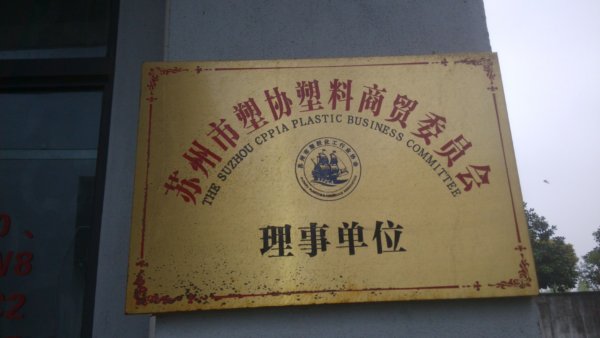 苏州市塑协塑料商贸委员会
THE SUZHOU CPPIA PLASTIC BUSINESS COMMITTEE
理事单位